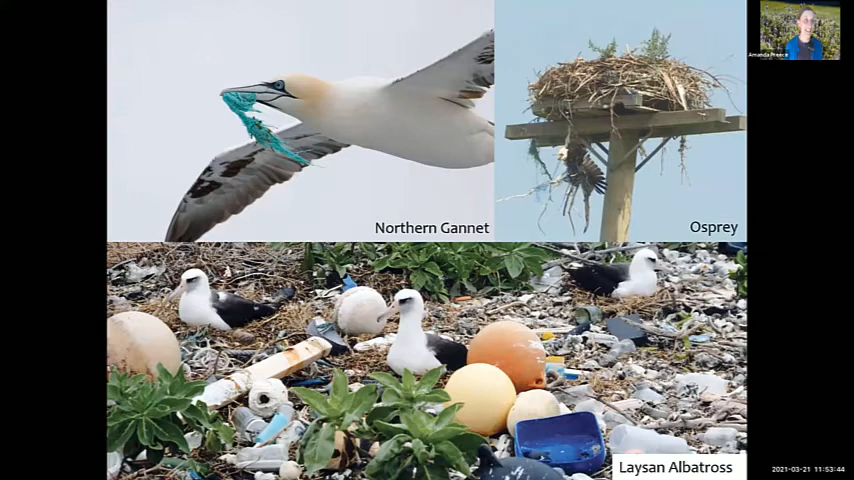 Amanda Preece
Northern Gannet
Osprey
Laysan Albatross
2021-03-21 11:53:44